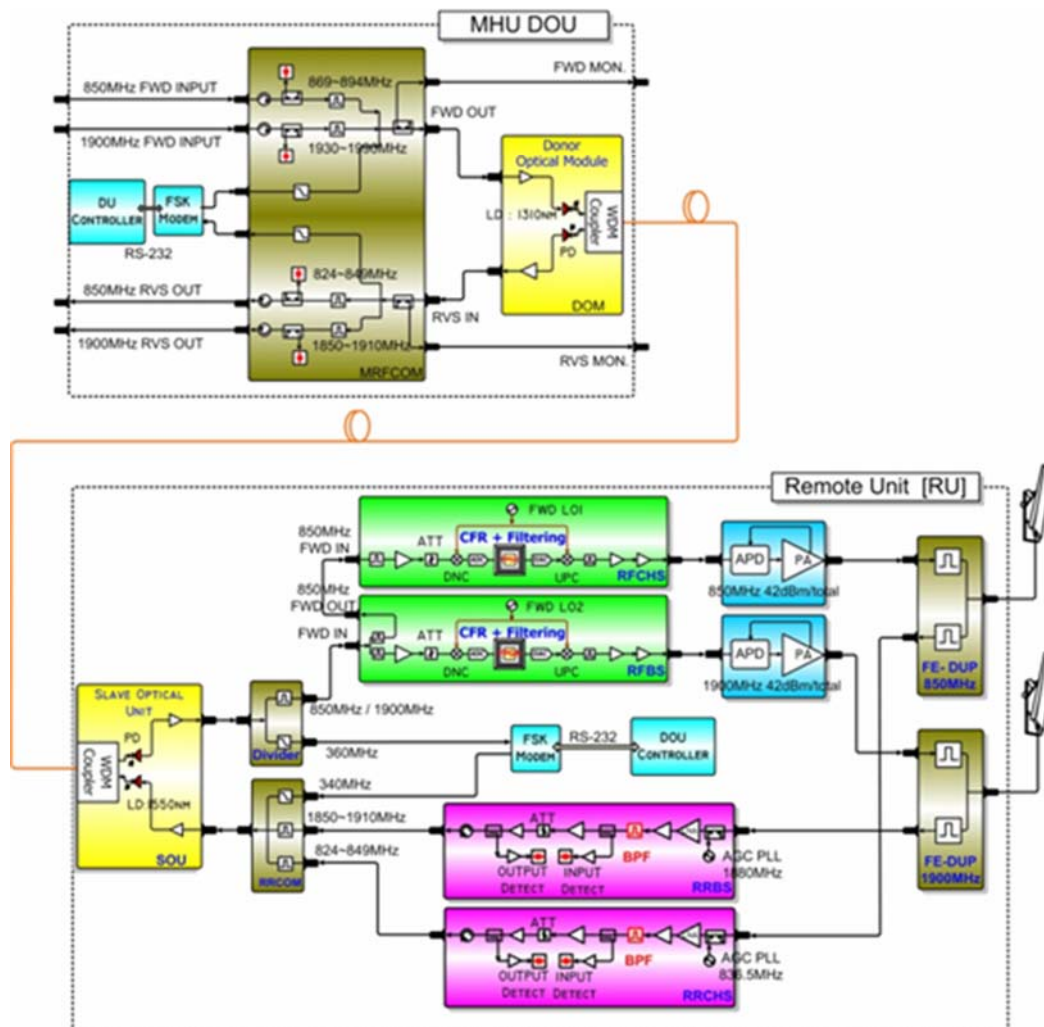 MHU DOU
FWD MON.
850MHz FWD INPUT
869~894MHz
FWD OUT
1900MHz FWD INPUT
1930~1990MHz
Donor
Optical Module
DU
CONTROLLER
FSK
MODEM
LD : 1310NM
WDM
Coupler
RS-232
PD
824~849MHz
850MHz RVS OUT
RVS IN
DOM
1900MHz RVS OUT
1850~1910MHz
MRFCOM
RVS MON.
Remote Unit [RU]
850MHz
FWD IN
ATT
FWD LO1
CFR + Filtering
DNC
UPC
RFCHS
APD
PA
850MHz 42dBm/total
850MHz
FWD OUT
FWD IN
ATT
FWD LO2
CFR + Filtering
DNC
UPC
RFBS
APD
PA
1900MHz 42dBm/total
FE- DUP
850MHz
SLAVE OPTICAL
UNIT
PD
WDM
Coupler
LD:1550NM
SOU
850MHz / 1900MHz
Divider
360MHz
FSK
MODEM
RS-232
DOU
CONTROLLER
340MHz
1850~1910MHz
824~849MHz
RRCOM
ATT
OUTPUT
DETECT
INPUT
DETECT
BPF
AGC PLL
1880MHz
RRBS
FE-DUP
1900MHz
ATT
OUTPUT
DETECT
INPUT
DETECT
BPF
AGC PLL
836.5MHz
RRCHS